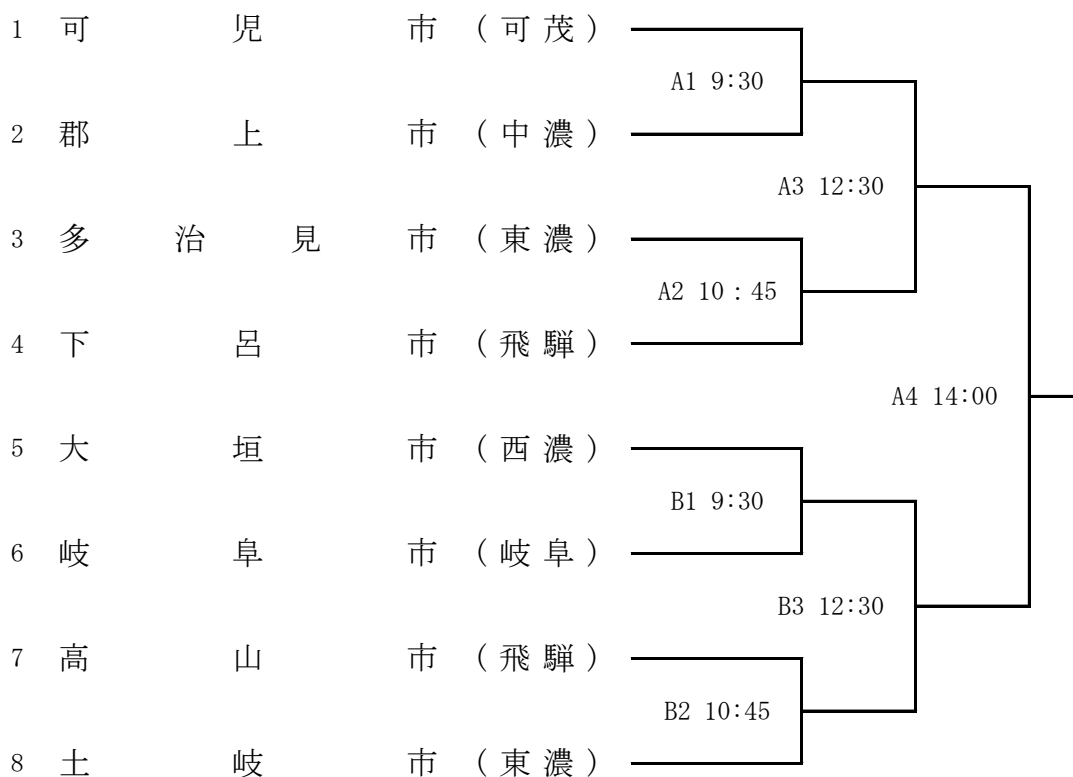 1 可児市(可茂)
A1 9:30
2 郡上市(中濃)
A3 12:30
3 多治見市(東濃)
A2 10:45
4 下呂市(飛騨)
A4 14:00
5 大垣市(西濃)
B1 9:30
6 岐阜市(岐阜)
B3 12:30
7 高山市(飛騨)
B2 10:45
8 土岐市(東濃)